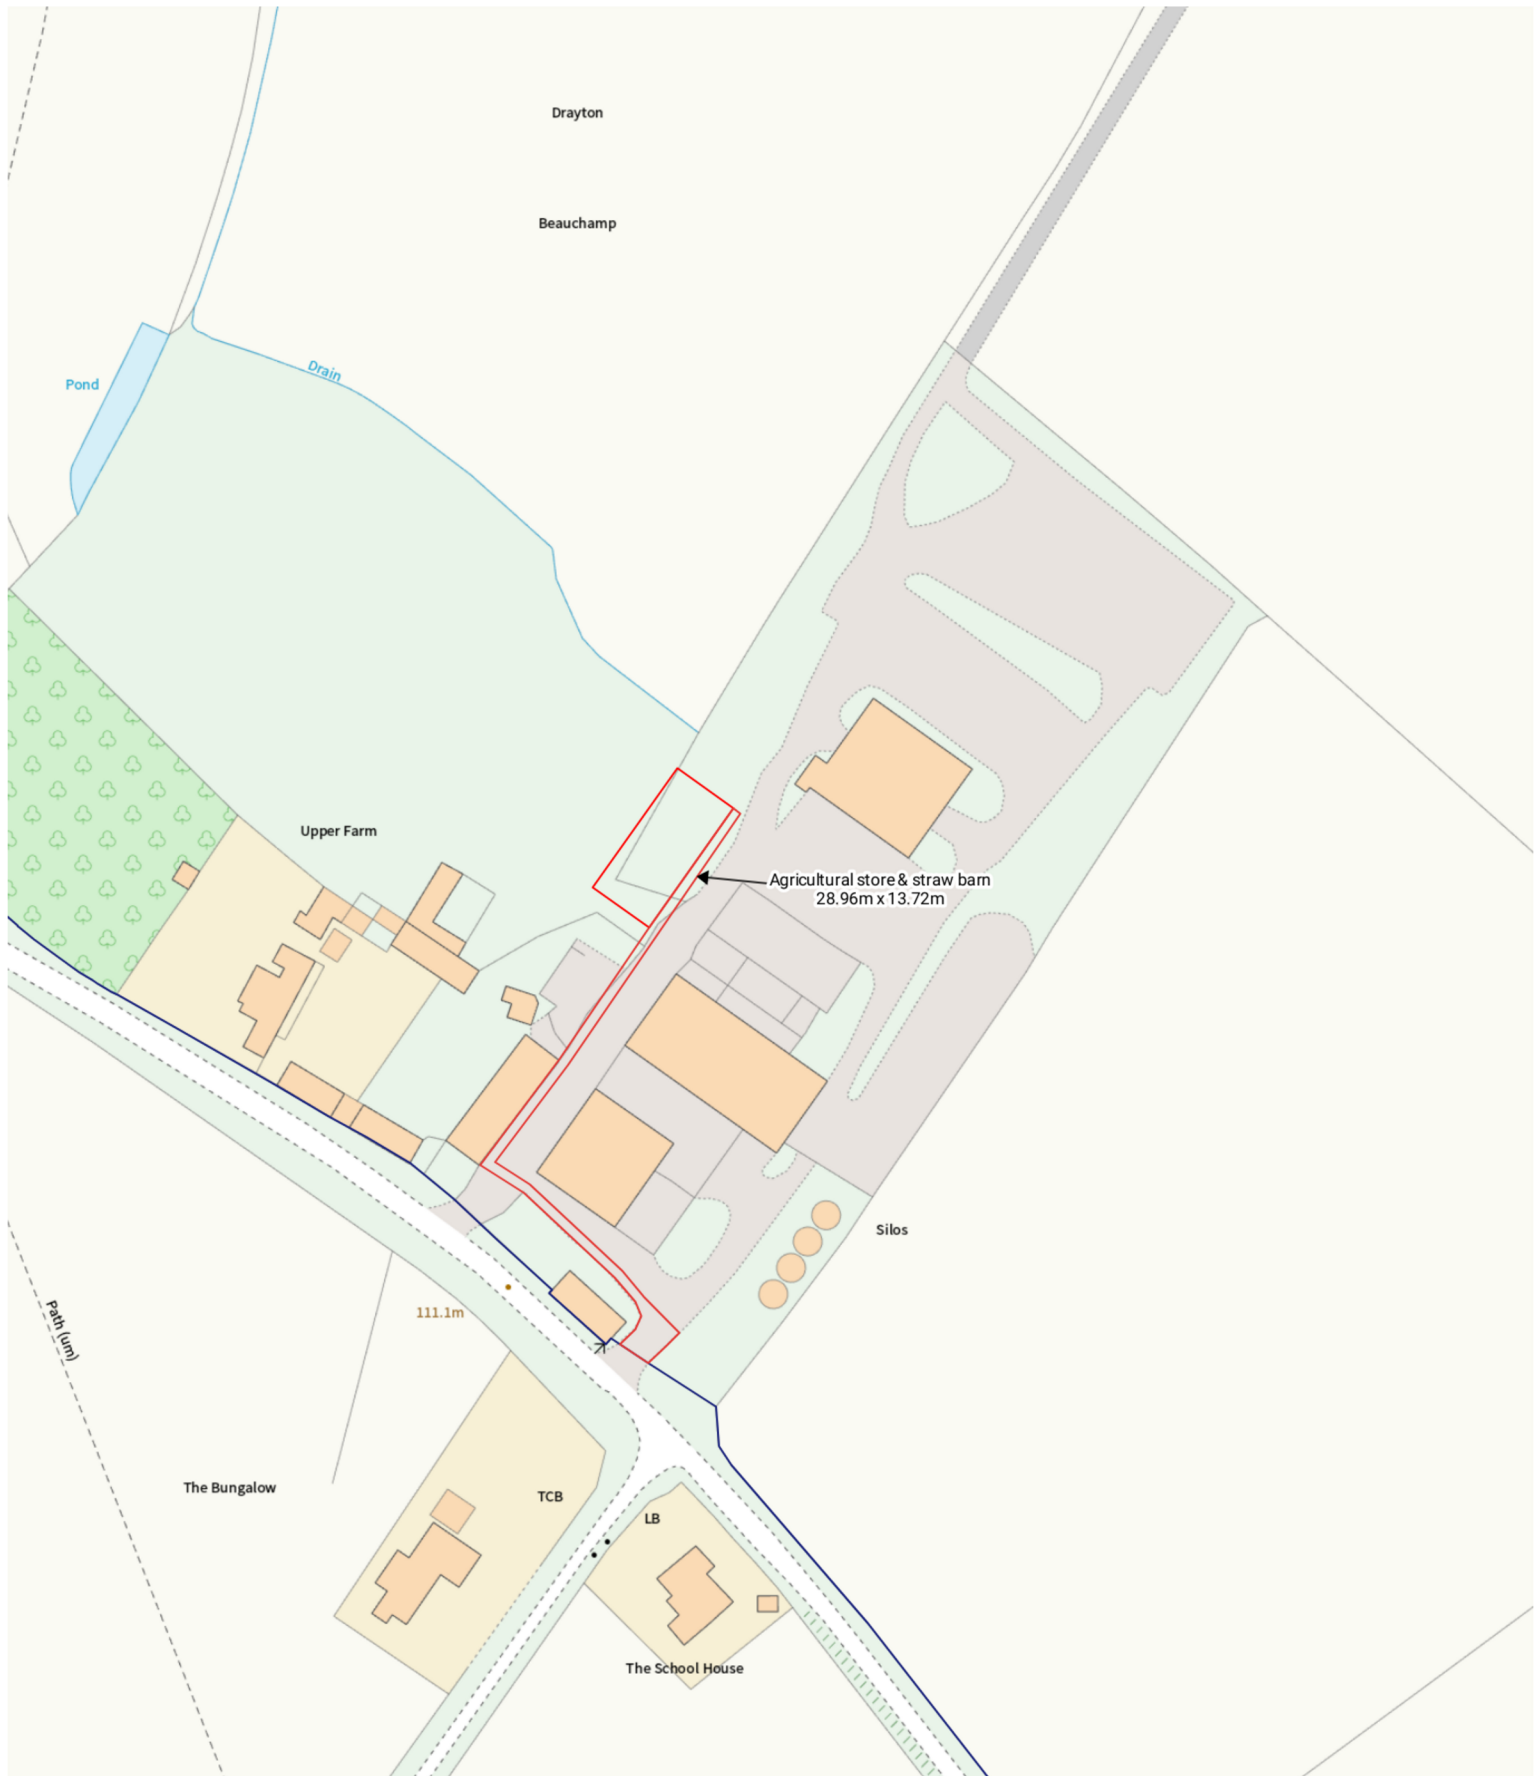 Drayton
Beauchamp
Drain
Pond
Upper Farm
Agricultural store & straw barn
28.96m x 13.72m
Silos
111.1m
Path (um)
The Bungalow
TCB
LB
The School House